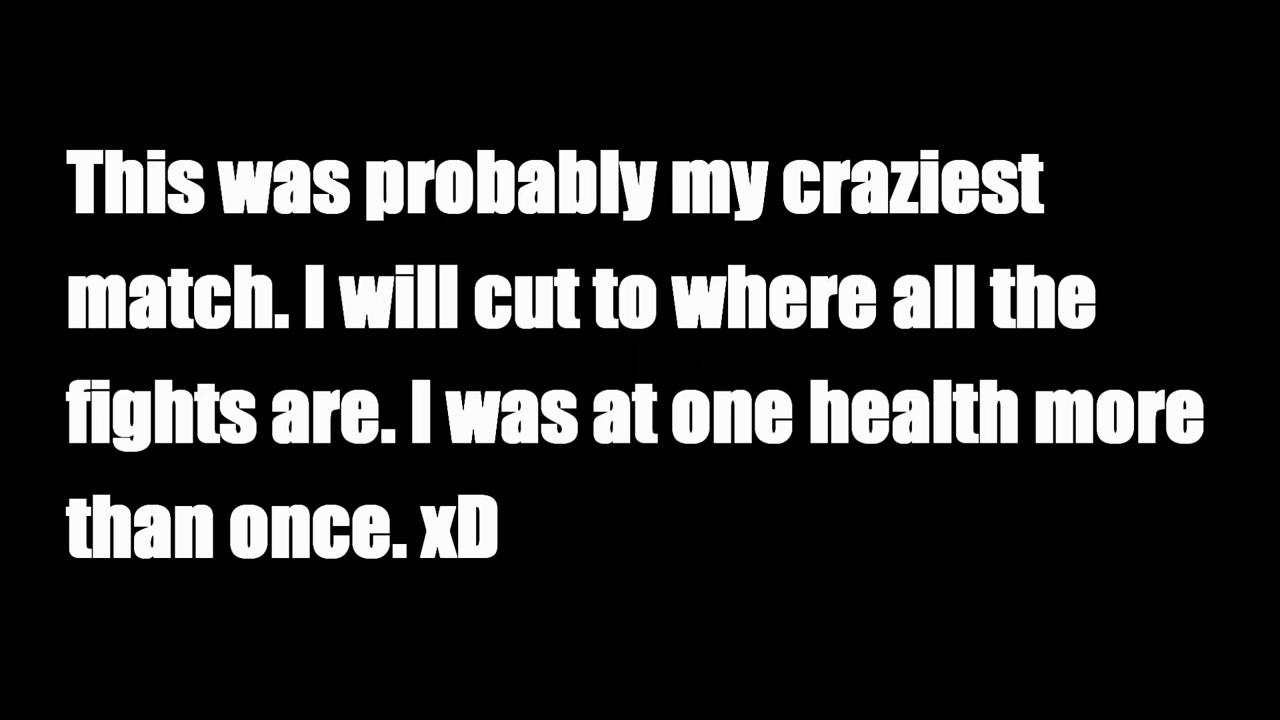 This was probably my craziest
match. I will cut to where all the
fights are. I was at one health more
than once. xD